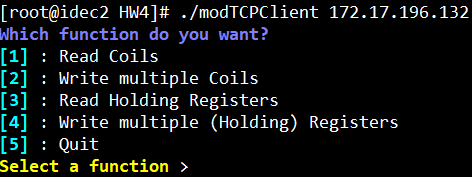 [root@idec2 HW4]# ./modTCPClient 172.17.196.132
Which function do you want?
[1] : Read Coils
[2] : Write multiple Coils
[3] : Read Holding Registers
[4] : Write multiple (Holding) Registers
[5] : Quit
Select a function >